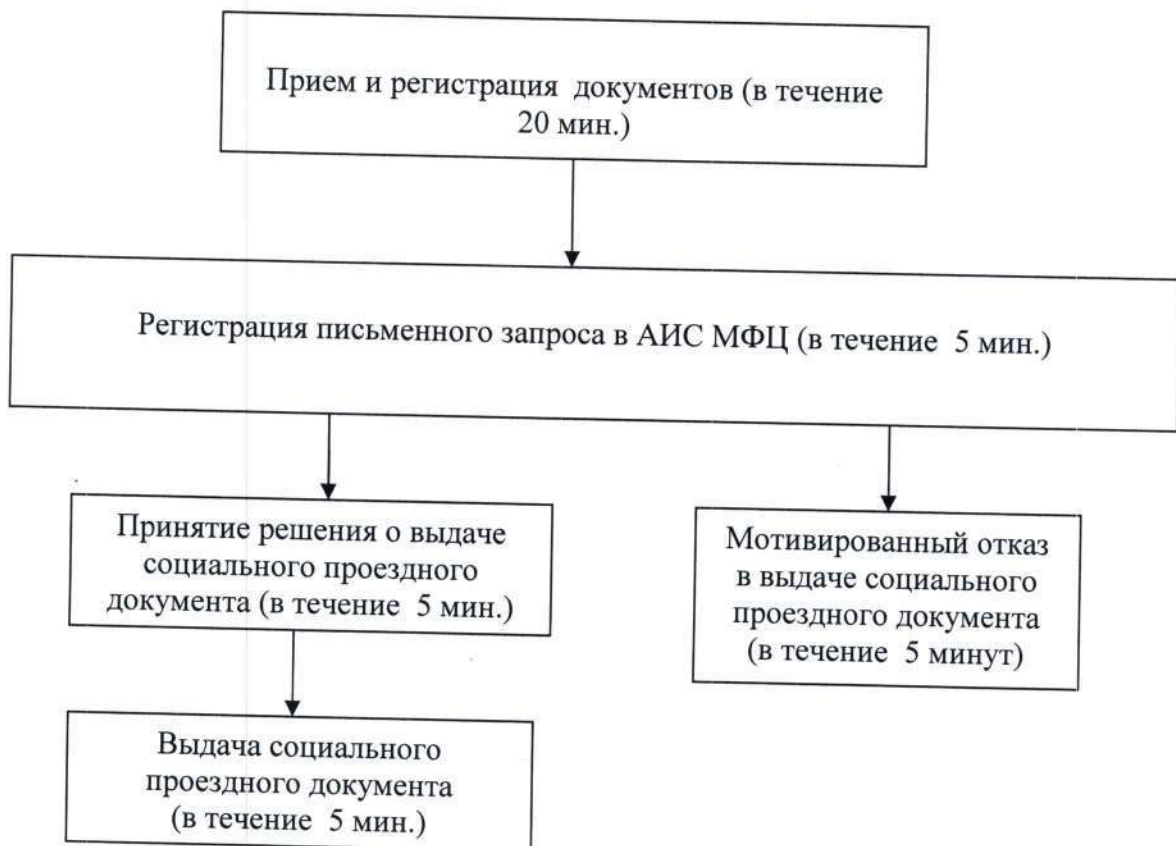 Прием и регистрация документов (в течение
20 мин.)
Регистрация письменного запроса в АИС МФЦ (в течение 5 мин.)
Принятие решения о выдаче
социального проездного
документа (в течение 5 мин.)
Мотивированный отказ
в выдаче социального
проездного документа
(в течение 5 минут)
Выдача социального
проездного документа
(в течение 5 мин.)